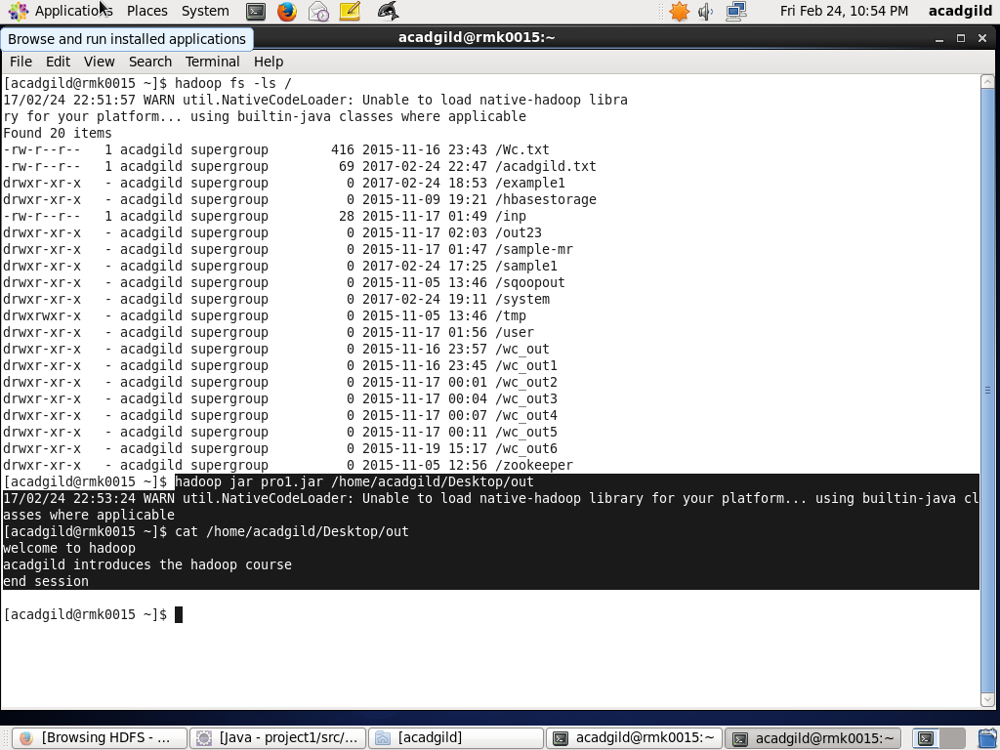 Applications Places System Fri Feb 24, 10:54 PM acadgild
Browse and run installed applications
acadgild@rmk0015:~
File Edit View Search Terminal Help
[acadgild@rmk0015 ~]$ hadoop fs -ls /
17/02/24 22:51:57 WARN util.NativeCodeLoader: Unable to load native-hadoop libra
ry for your platform... using builtin-java classes where applicable
Found 20 items
-rw-r--r--   1 acadgild supergroup        416 2015-11-16 23:43 /Wc.txt
-rw-r--r--   1 acadgild supergroup         69 2017-02-24 22:47 /acadgild.txt
drwxr-xr-x   - acadgild supergroup          0 2017-02-24 18:53 /example1
drwxr-xr-x   - acadgild supergroup          0 2015-11-09 19:21 /hbasestorage
-rw-r--r--   1 acadgild supergroup         28 2015-11-17 01:49 /inp
drwxr-xr-x   - acadgild supergroup          0 2015-11-17 02:03 /out23
drwxr-xr-x   - acadgild supergroup          0 2015-11-17 01:47 /sample-mr
drwxr-xr-x   - acadgild supergroup          0 2017-02-24 17:25 /sample1
drwxr-xr-x   - acadgild supergroup          0 2015-11-05 13:46 /sqoopout
drwxr-xr-x   - acadgild supergroup          0 2017-02-24 19:11 /system
drwxrwxr-x   - acadgild supergroup          0 2015-11-05 13:46 /tmp
drwxr-xr-x   - acadgild supergroup          0 2015-11-17 01:56 /user
drwxr-xr-x   - acadgild supergroup          0 2015-11-16 23:57 /wc_out
drwxr-xr-x   - acadgild supergroup          0 2015-11-16 23:45 /wc_out1
drwxr-xr-x   - acadgild supergroup          0 2015-11-17 00:01 /wc_out2
drwxr-xr-x   - acadgild supergroup          0 2015-11-17 00:04 /wc_out3
drwxr-xr-x   - acadgild supergroup          0 2015-11-17 00:07 /wc_out4
drwxr-xr-x   - acadgild supergroup          0 2015-11-17 00:11 /wc_out5
drwxr-xr-x   - acadgild supergroup          0 2015-11-19 15:17 /wc_out6
drwxr-xr-x   - acadgild supergroup          0 2015-11-05 12:56 /zookeeper
[acadgild@rmk0015 ~]$ hadoop jar pro1.jar /home/acadgild/Desktop/out
17/02/24 22:53:24 WARN util.NativeCodeLoader: Unable to load native-hadoop library for your platform... using builtin-java cl
asses where applicable
[acadgild@rmk0015 ~]$ cat /home/acadgild/Desktop/out
welcome to hadoop
acadgild introduces the hadoop course
end session
[acadgild@rmk0015 ~]$
[Browsing HDFS - ... [Java - project1/src/... [acadgild] acadgild@rmk0015:~ acadgild@rmk0015:~